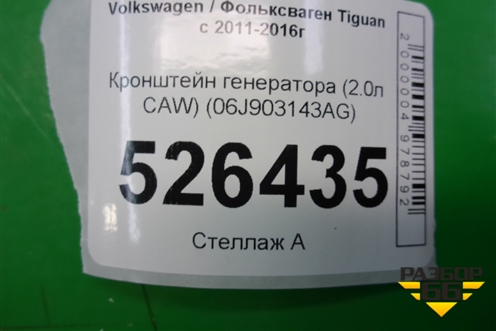 Volkswagen / Фольксваген Tiguan
с 2011-2016г
Кронштейн генератора (2.0л
CAW) (06J903143AG)
526435
Стеллаж А
2000004978792
РАЗБОР
66